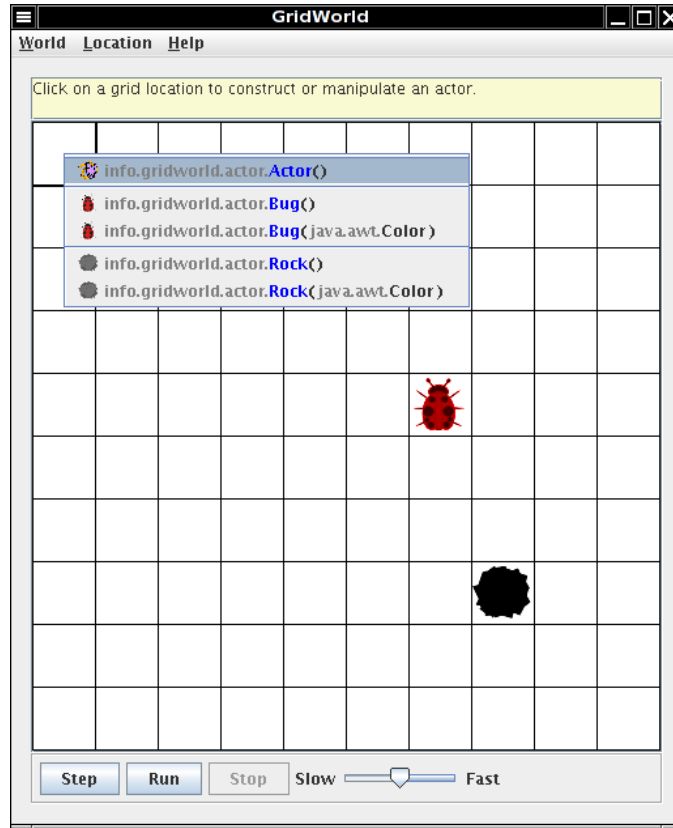 GridWorld
World Location Help
Click on a grid location to construct or manipulate an actor.
info.gridworld.actor.Actor()
info.gridworld.actor.Bug()
info.gridworld.actor.Bug(java.awt.Color)
info.gridworld.actor.Rock()
info.gridworld.actor.Rock(java.awt.Color)
Step Run Stop Slow Fast